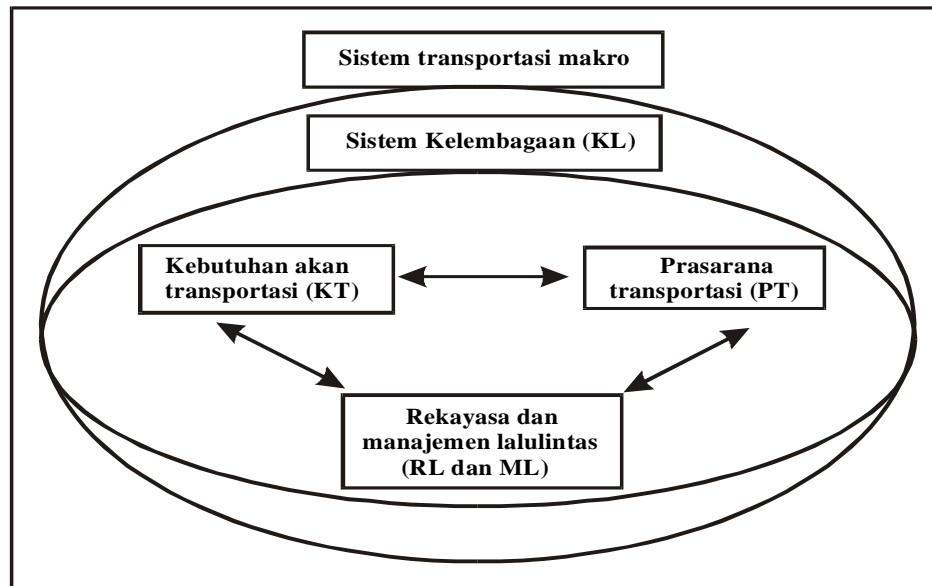 Sistem transportasi makro
Sistem Kelembagaan (KL)
Kebutuhan akan
transportasi (KT)
Prasarana
transportasi (PT)
Rekayasa dan
manajemen lalulintas
(RL dan ML)